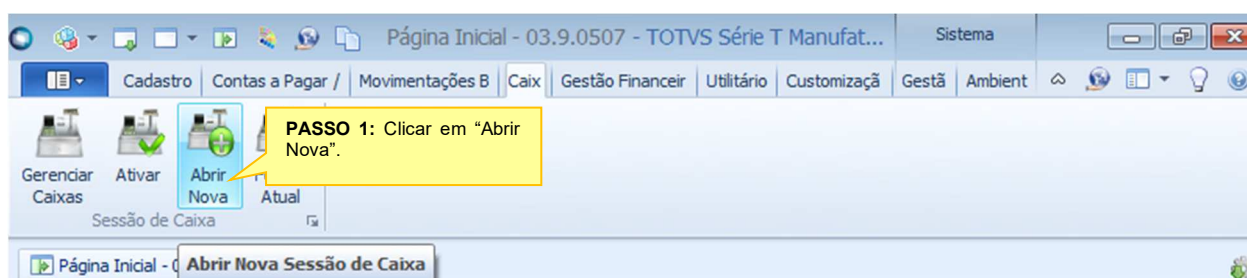 Página Inicial - 03.9.0507 - TOTVS Série T Manufat... Sistema
Cadastro Contas a Pagar / Movimentações B Caix Gestão Financeir Utilitário Customizaçã Gestã Ambient
PASSO 1: Clicar em “Abrir
Nova”.
Gerenciar Ativar Abrir
Caixas Nova Atual
Sessão de Caixa
Página Inicial - 0 Abrir Nova Sessão de Caixa